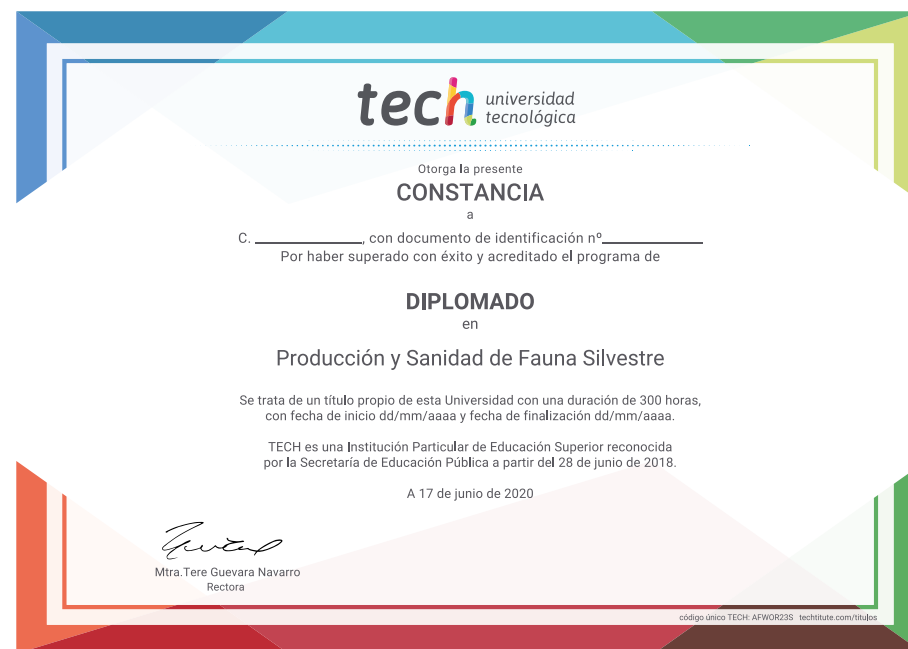 tech universidad
tecnológica
Otorga la presente
CONSTANCIA
a
C. ____________, con documento de identificación nº____________
Por haber superado con éxito y acreditado el programa de
DIPLOMADO
en
Producción y Sanidad de Fauna Silvestre
Se trata de un título propio de esta Universidad con una duración de 300 horas,
con fecha de inicio dd/mm/aaaa y fecha de finalización dd/mm/aaaa.
TECH es una Institución Particular de Educación Superior reconocida
por la Secretaría de Educación Pública a partir del 28 de junio de 2018.
A 17 de junio de 2020
Mtra.Tere Guevara Navarro
Rectora
código único TECH: AFWOR23S techtitute.com/titulos